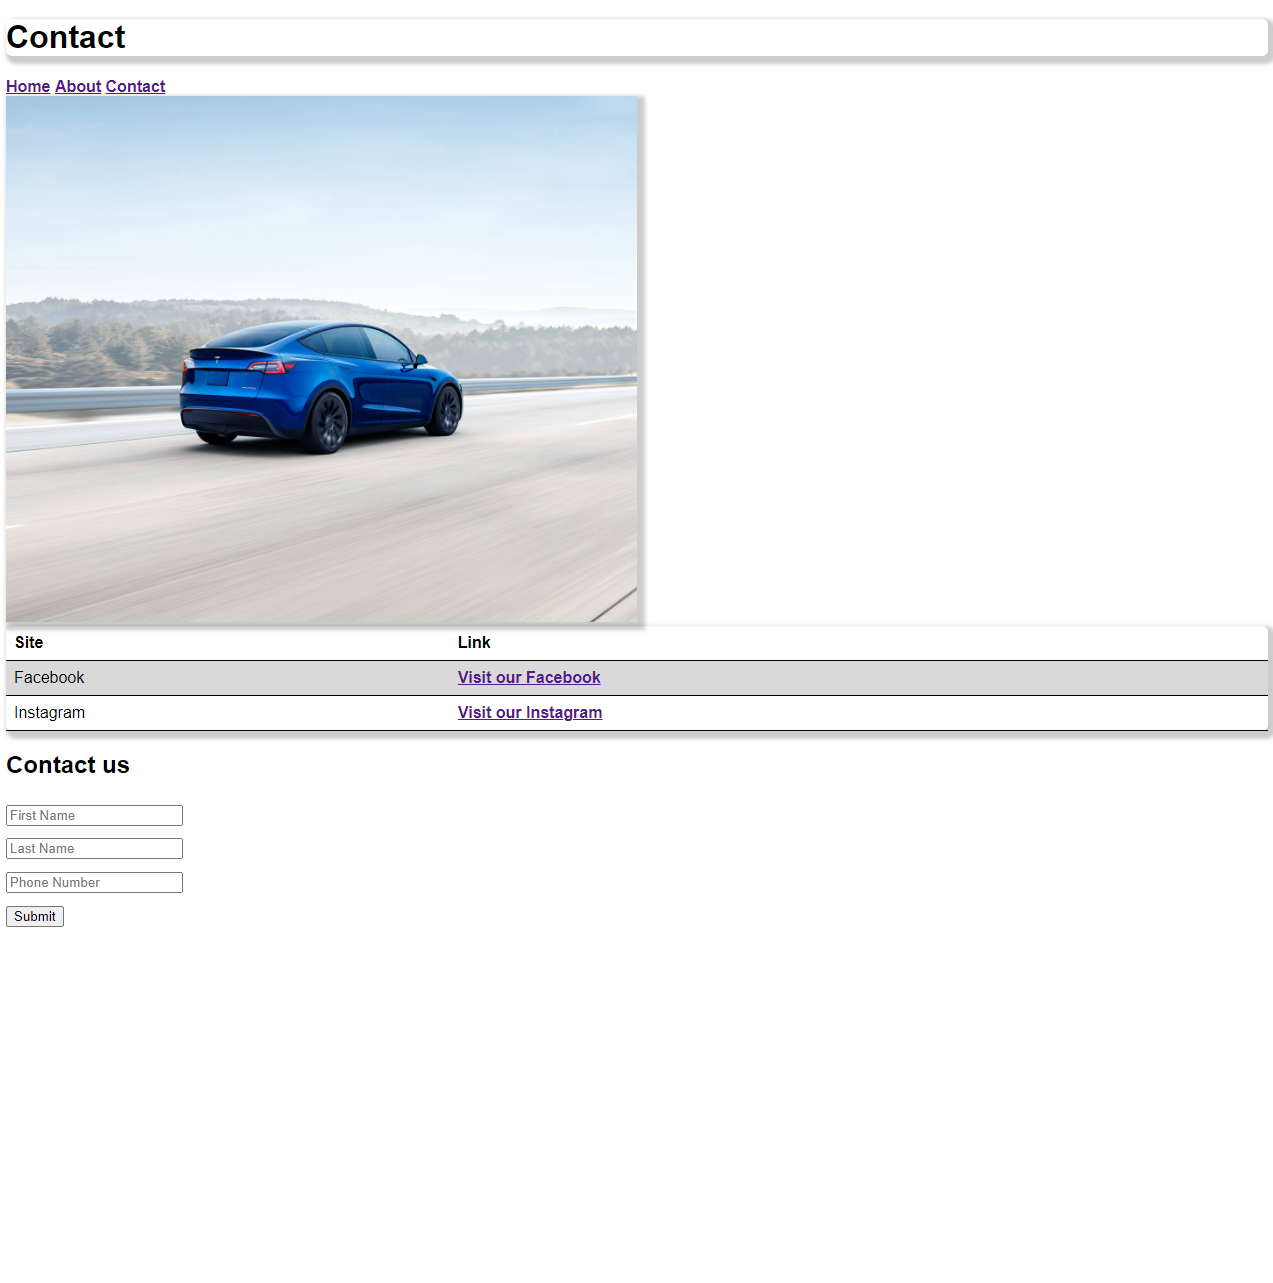 Contact
Home About Contact
Site Link
Facebook Visit our Facebook
Instagram Visit our Instagram
Contact us
First Name
Last Name
Phone Number
Submit